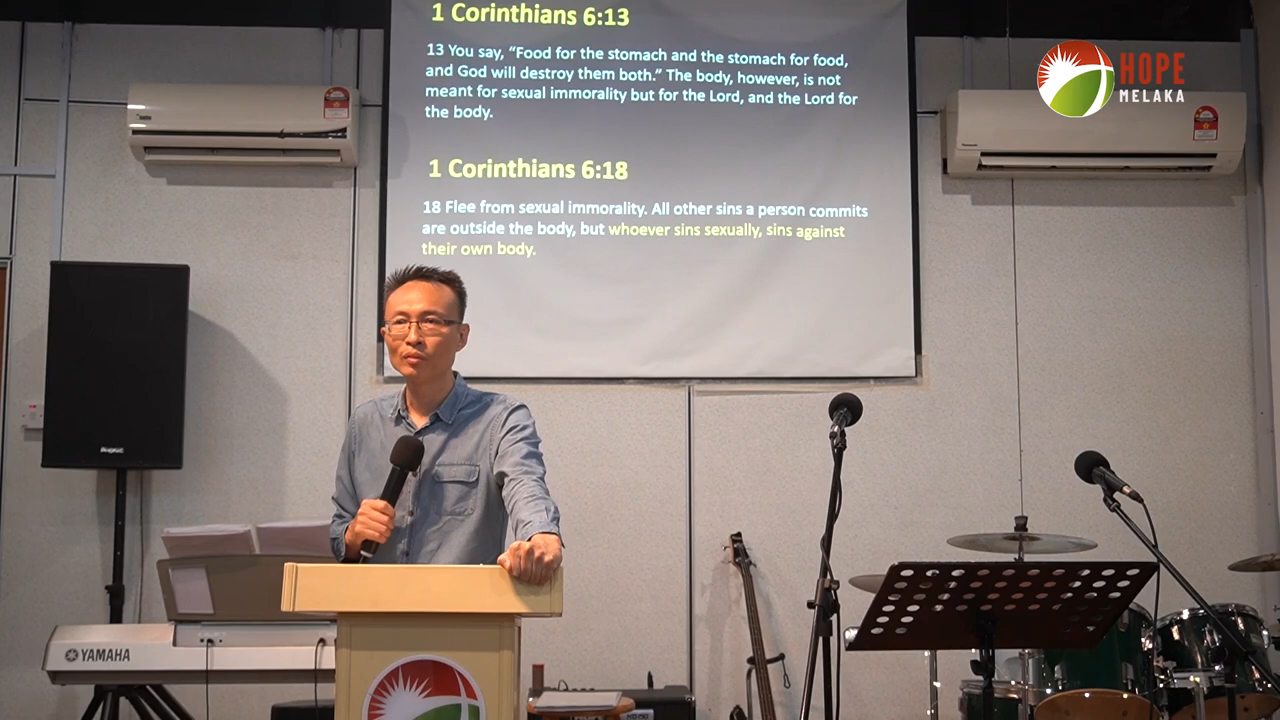 1 Corinthians 6:13
13 You say, “Food for the stomach and the stomach for food,
and God will destroy them both.” The body, however, is not
meant for sexual immorality but for the Lord, and the Lord for
the body.
1 Corinthians 6:18
18 Flee from sexual immorality. All other sins a person commits
are outside the body, but whoever sins sexually, sins against
their own body.
HOPE
MELAKA
YAMAHA